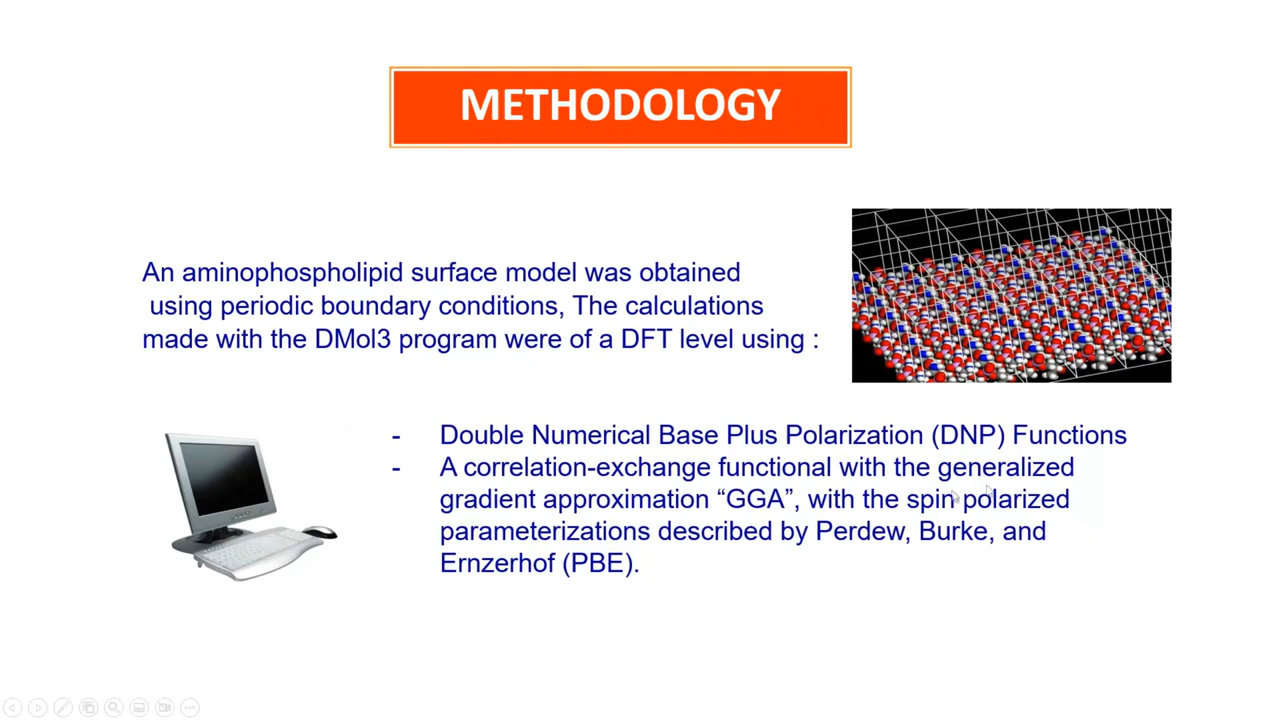 METHODOLOGY
An aminophospholipid surface model was obtained
using periodic boundary conditions, The calculations
made with the DMol3 program were of a DFT level using :
- Double Numerical Base Plus Polarization (DNP) Functions
- A correlation-exchange functional with the generalized
gradient approximation “GGA”, with the spin polarized
parameterizations described by Perdew, Burke, and
Ernzerhof (PBE).